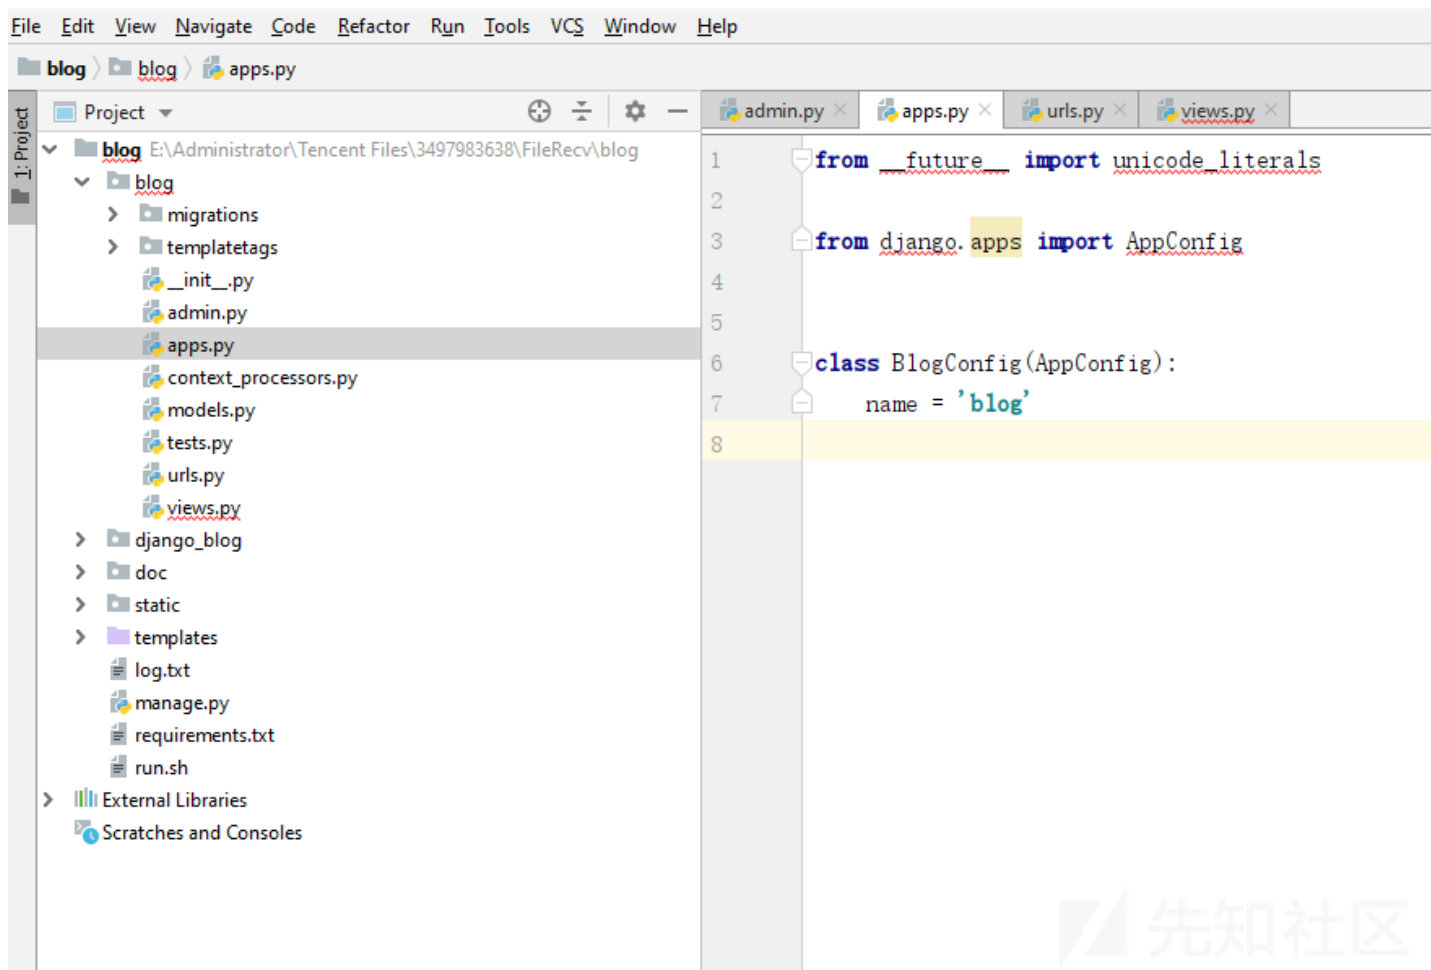 File Edit View Navigate Code Refactor Run Tools VCS Window Help
blog blog apps.py
1: Project
Project
blog E:\Administrator\Tencent Files\3497983638\FileRecv\blog
blog
migrations
templatetags
__init__.py
admin.py
apps.py
context_processors.py
models.py
tests.py
urls.py
views.py
django_blog
doc
static
templates
log.txt
manage.py
requirements.txt
run.sh
External Libraries
Scratches and Consoles
admin.py apps.py urls.py views.py
1 from __future__ import unicode_literals
2
3 from django.apps import AppConfig
4
5
6 class BlogConfig(AppConfig):
7     name = 'blog'
8
先知社区